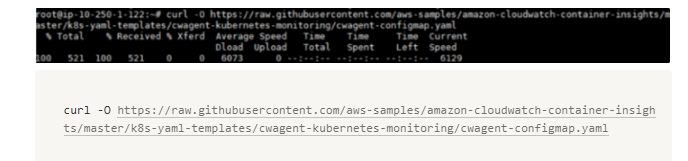 root@ip-10-250-1-122:~# curl -O https://raw.githubusercontent.com/aws-samples/amazon-cloudwatch-container-insights/m
aster/k8s-yaml-templates/cwagent-kubernetes-monitoring/cwagent-configmap.yaml
% Total % Received % Xferd Average Speed Time Time Time Current
Dload Upload Total Spent Left Speed
100 521 100 521 0 0 6073 0 --:--:-- --:--:-- --:--:-- 6129
curl -O https://raw.githubusercontent.com/aws-samples/amazon-cloudwatch-container-insigh
ts/master/k8s-yaml-templates/cwagent-kubernetes-monitoring/cwagent-configmap.yaml